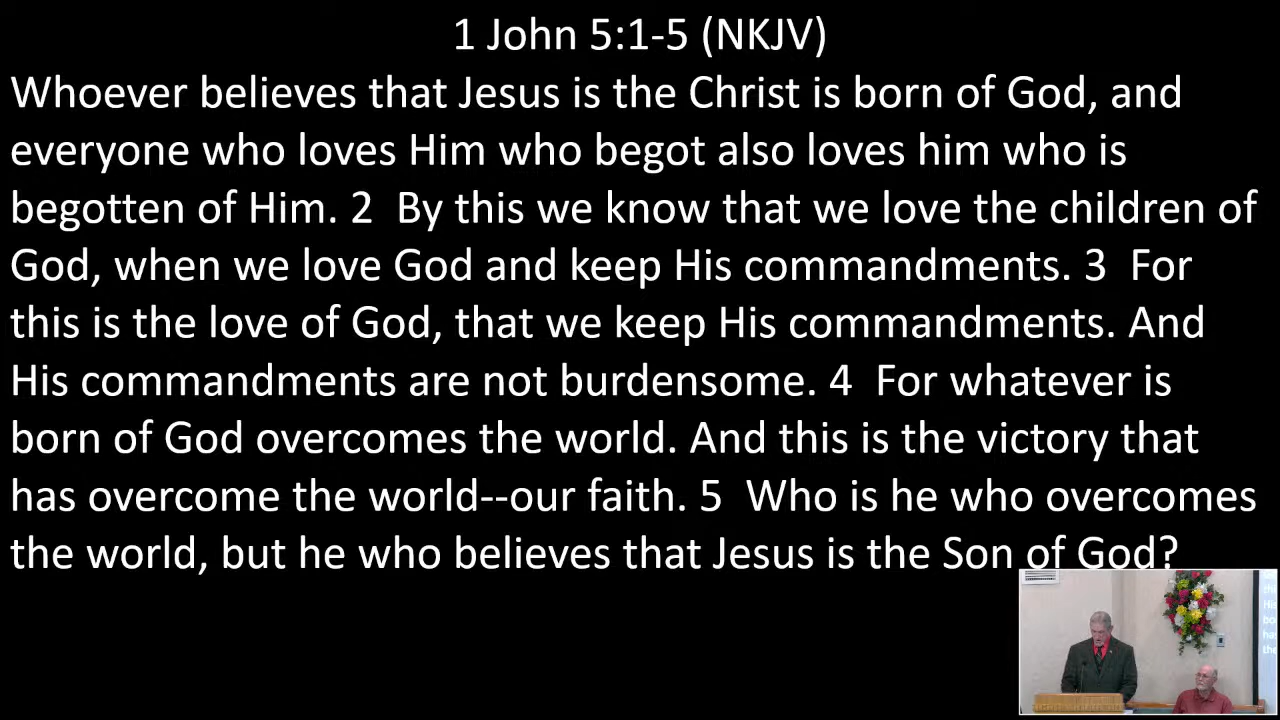 1 John 5:1-5 (NKJV)
Whoever believes that Jesus is the Christ is born of God, and
everyone who loves Him who begot also loves him who is
begotten of Him. 2  By this we know that we love the children of
God, when we love God and keep His commandments. 3  For
this is the love of God, that we keep His commandments. And
His commandments are not burdensome. 4  For whatever is
born of God overcomes the world. And this is the victory that
has overcome the world--our faith. 5  Who is he who overcomes
the world, but he who believes that Jesus is the Son of God?